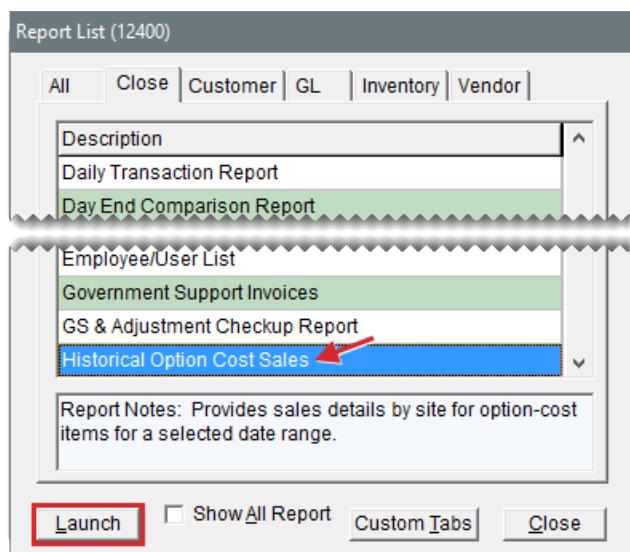 Report List (12400)
All Close Customer GL Inventory Vendor
Description
Daily Transaction Report
Day End Comparison Report
Employee/User List
Government Support Invoices
GS & Adjustment Checkup Report
Historical Option Cost Sales
Report Notes: Provides sales details by site for option-cost
items for a selected date range.
Launch Show All Report Custom Tabs Close